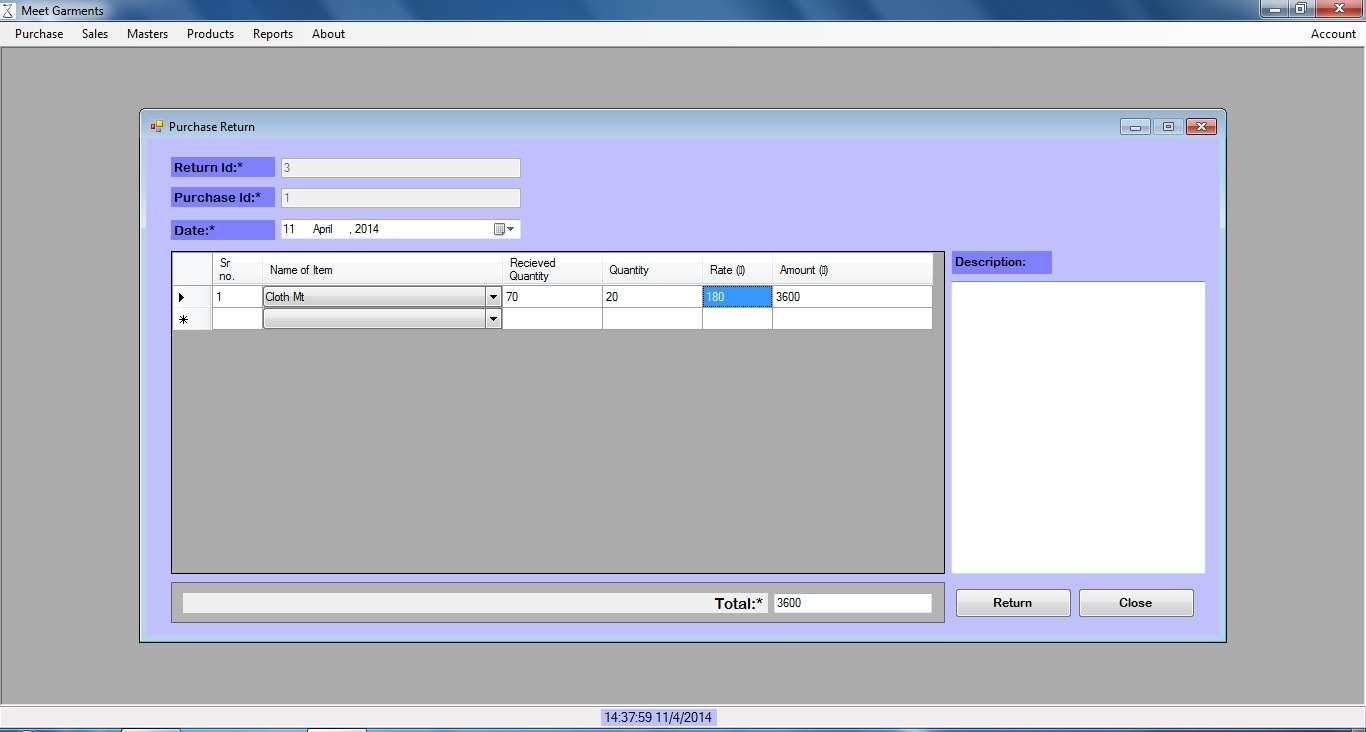 Meet Garments
Purchase Sales Masters Products Reports About Account
Purchase Return
Return Id:* 3
Purchase Id:* 1
Date:* 11 April , 2014
Sr no. Name of Item Recieved Quantity Quantity Rate (▯) Amount (▯)
1 Cloth Mt 70 20 180 3600
Total:* 3600
Description:
Return Close
14:37:59 11/4/2014